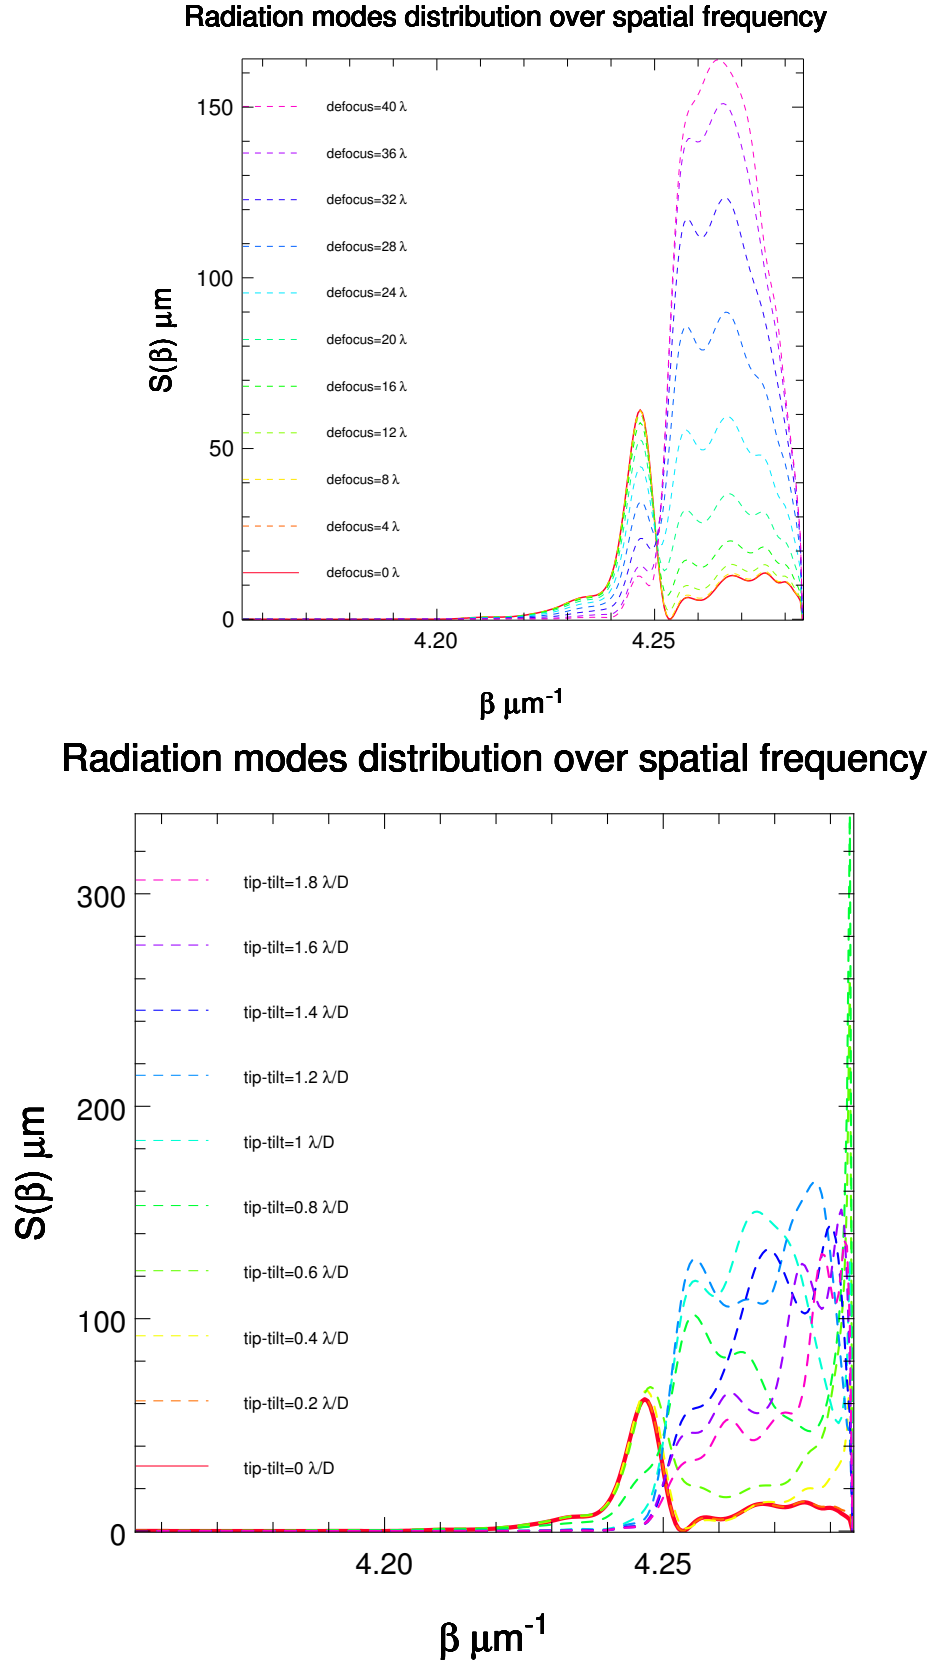 Radiation modes distribution over spatial frequency
150
100
50
0
S(β) μm
defocus=40 λ
defocus=36 λ
defocus=32 λ
defocus=28 λ
defocus=24 λ
defocus=20 λ
defocus=16 λ
defocus=12 λ
defocus=8 λ
defocus=4 λ
defocus=0 λ
4.20 4.25
β μm⁻¹
Radiation modes distribution over spatial frequency
300
200
100
0
S(β) μm
tip-tilt=1.8 λ/D
tip-tilt=1.6 λ/D
tip-tilt=1.4 λ/D
tip-tilt=1.2 λ/D
tip-tilt=1 λ/D
tip-tilt=0.8 λ/D
tip-tilt=0.6 λ/D
tip-tilt=0.4 λ/D
tip-tilt=0.2 λ/D
tip-tilt=0 λ/D
4.20 4.25
β μm⁻¹